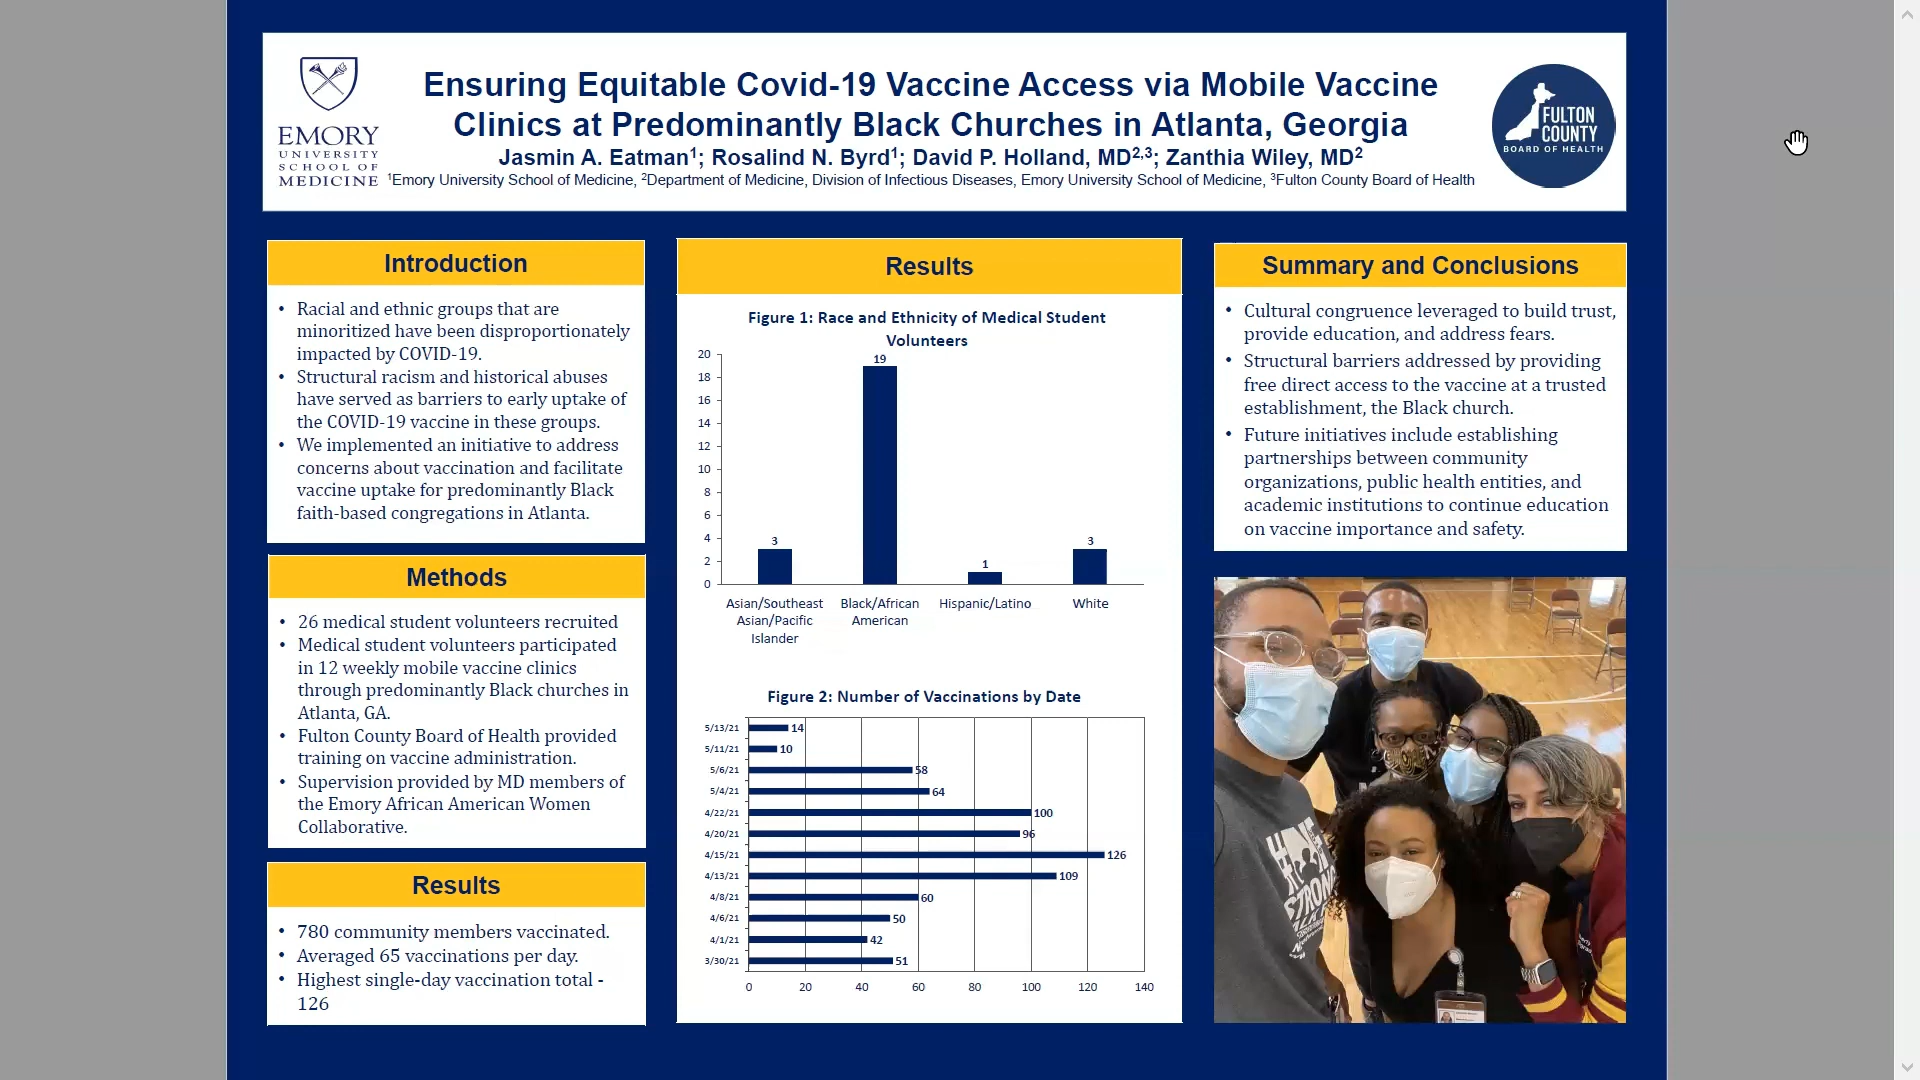 EMORY
UNIVERSITY
SCHOOL OF
MEDICINE
Ensuring Equitable Covid-19 Vaccine Access via Mobile Vaccine
Clinics at Predominantly Black Churches in Atlanta, Georgia
Jasmin A. Eatman¹; Rosalind N. Byrd¹; David P. Holland, MD²,³; Zanthia Wiley, MD²
¹Emory University School of Medicine, ²Department of Medicine, Division of Infectious Diseases, Emory University School of Medicine, ³Fulton County Board of Health
FULTON
COUNTY
BOARD OF HEALTH
Introduction
• Racial and ethnic groups that are
minoritized have been disproportionately
impacted by COVID-19.
• Structural racism and historical abuses
have served as barriers to early uptake of
the COVID-19 vaccine in these groups.
• We implemented an initiative to address
concerns about vaccination and facilitate
vaccine uptake for predominantly Black
faith-based congregations in Atlanta.
Methods
• 26 medical student volunteers recruited
• Medical student volunteers participated
in 12 weekly mobile vaccine clinics
through predominantly Black churches in
Atlanta, GA.
• Fulton County Board of Health provided
training on vaccine administration.
• Supervision provided by MD members of
the Emory African American Women
Collaborative.
Results
• 780 community members vaccinated.
• Averaged 65 vaccinations per day.
• Highest single-day vaccination total -
126
Results
Figure 1: Race and Ethnicity of Medical Student
Volunteers
20
18
16
14
12
10
8
6
4
2
0
3
19
1
3
Asian/Southeast
Asian/Pacific
Islander
Black/African
American
Hispanic/Latino
White
Figure 2: Number of Vaccinations by Date
5/13/21 14
5/11/21 10
5/6/21 58
5/4/21 64
4/22/21 100
4/20/21 96
4/15/21 126
4/13/21 109
4/8/21 60
4/6/21 50
4/1/21 42
3/30/21 51
0 20 40 60 80 100 120 140
Summary and Conclusions
• Cultural congruence leveraged to build trust,
provide education, and address fears.
• Structural barriers addressed by providing
free direct access to the vaccine at a trusted
establishment, the Black church.
• Future initiatives include establishing
partnerships between community
organizations, public health entities, and
academic institutions to continue education
on vaccine importance and safety.
STRONG